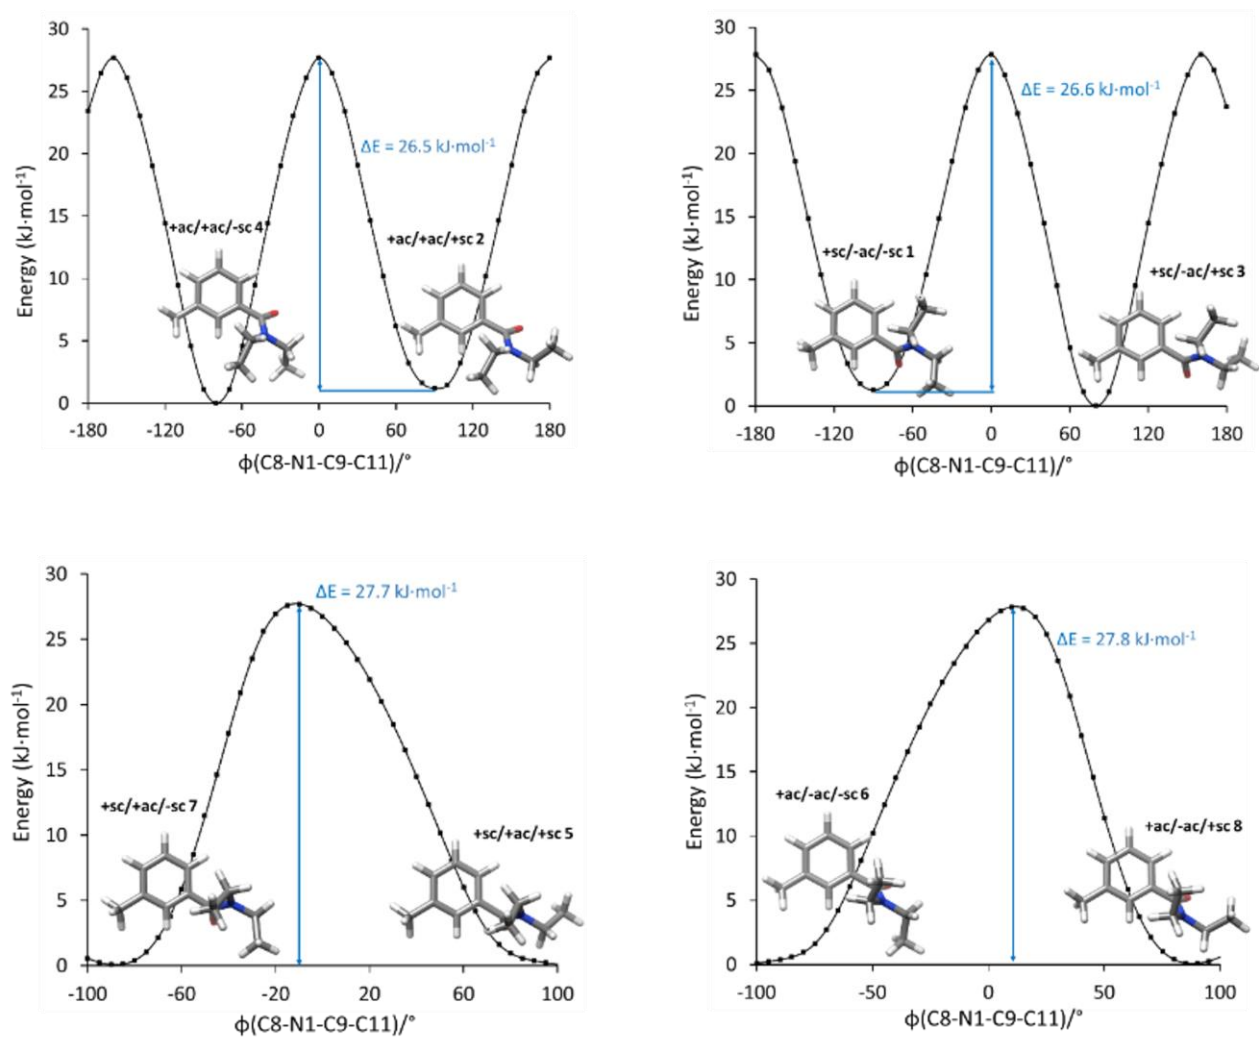 30
25
20
15
10
5
0
Energy (kJ·mol-1)
ΔE = 26.5 kJ·mol-1
+ac/+ac/-sc 4
+ac/+ac/+sc 2
-180 -120 -60 0 60 120 180
ϕ(C8-N1-C9-C11)/°
30
25
20
15
10
5
0
Energy (kJ·mol-1)
ΔE = 26.6 kJ·mol-1
+sc/-ac/-sc 1
+sc/-ac/+sc 3
-180 -120 -60 0 60 120 180
ϕ(C8-N1-C9-C11)/°
30
25
20
15
10
5
0
Energy (kJ·mol-1)
ΔE = 27.7 kJ·mol-1
+sc/+ac/-sc 7
+sc/+ac/+sc 5
-100 -60 -20 20 60 100
ϕ(C8-N1-C9-C11)/°
30
25
20
15
10
5
0
Energy (kJ·mol-1)
ΔE = 27.8 kJ·mol-1
+ac/-ac/-sc 6
+ac/-ac/+sc 8
-100 -50 0 50 100
ϕ(C8-N1-C9-C11)/°